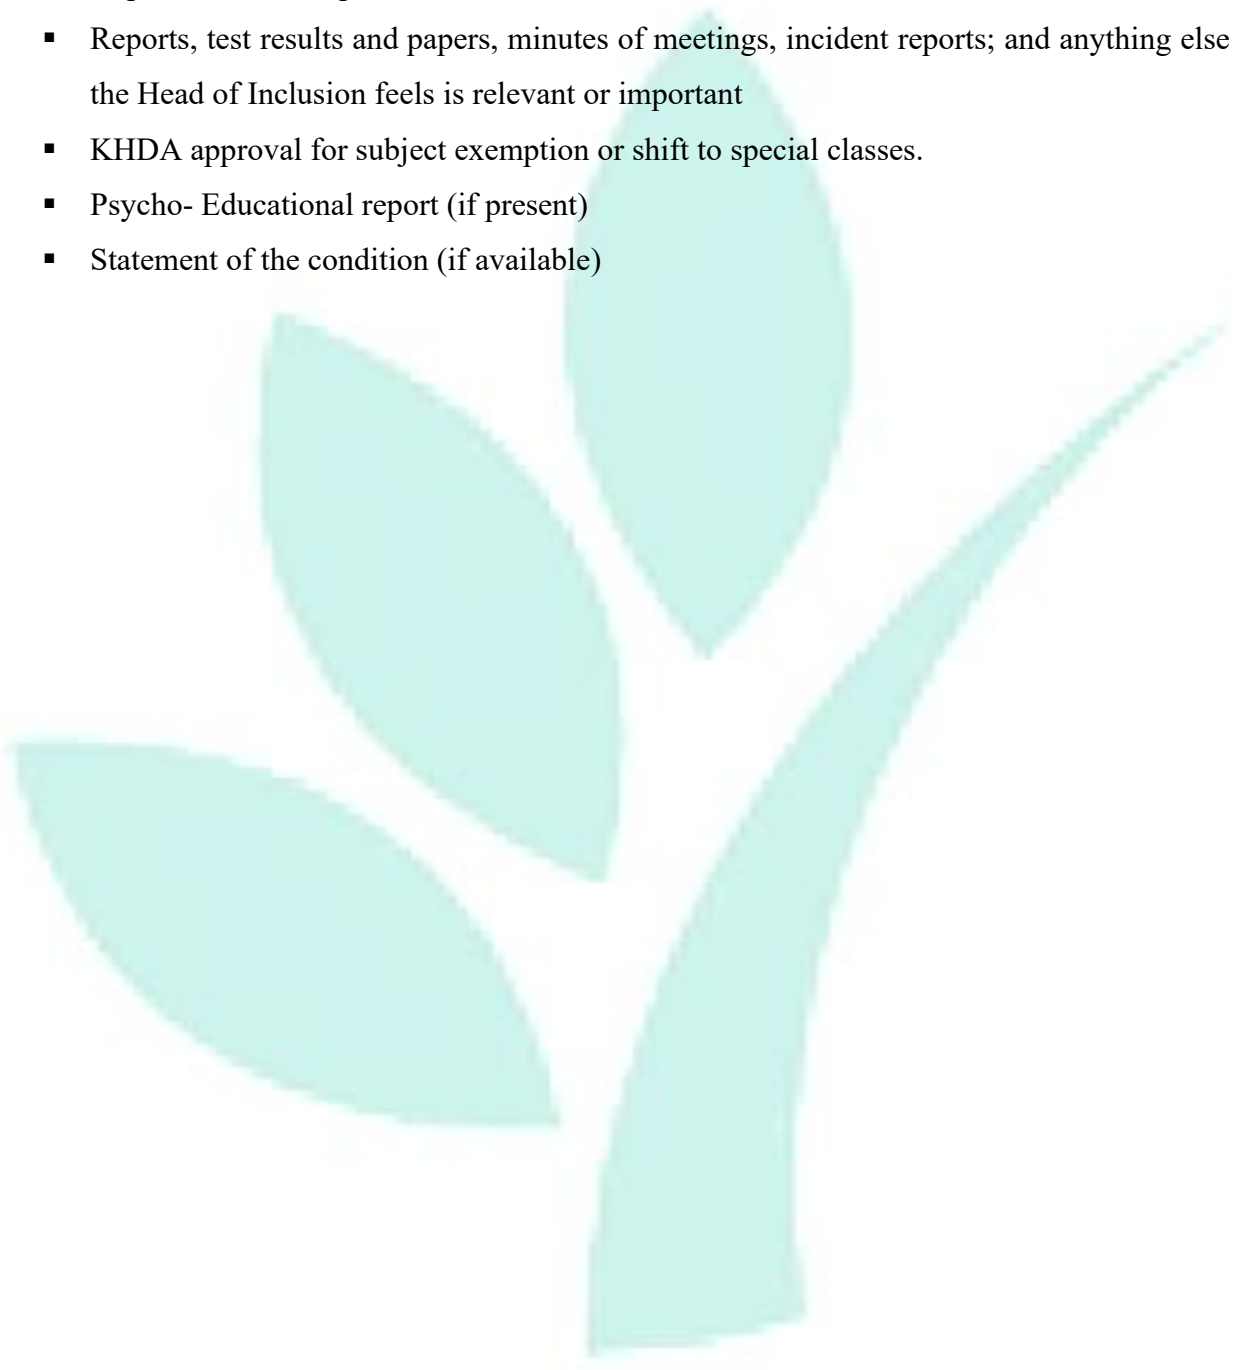 ▪ Reports, test results and papers, minutes of meetings, incident reports; and anything else
the Head of Inclusion feels is relevant or important
▪ KHDA approval for subject exemption or shift to special classes.
▪ Psycho- Educational report (if present)
▪ Statement of the condition (if available)